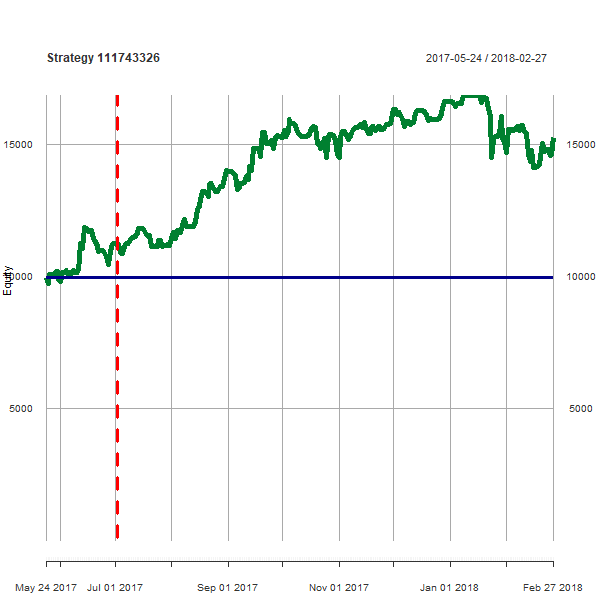 Strategy 111743326
2017-05-24 / 2018-02-27
15000 15000
10000 10000
Equity
5000 5000
May 24 2017 Jul 01 2017 Sep 01 2017 Nov 01 2017 Jan 01 2018 Feb 27 2018